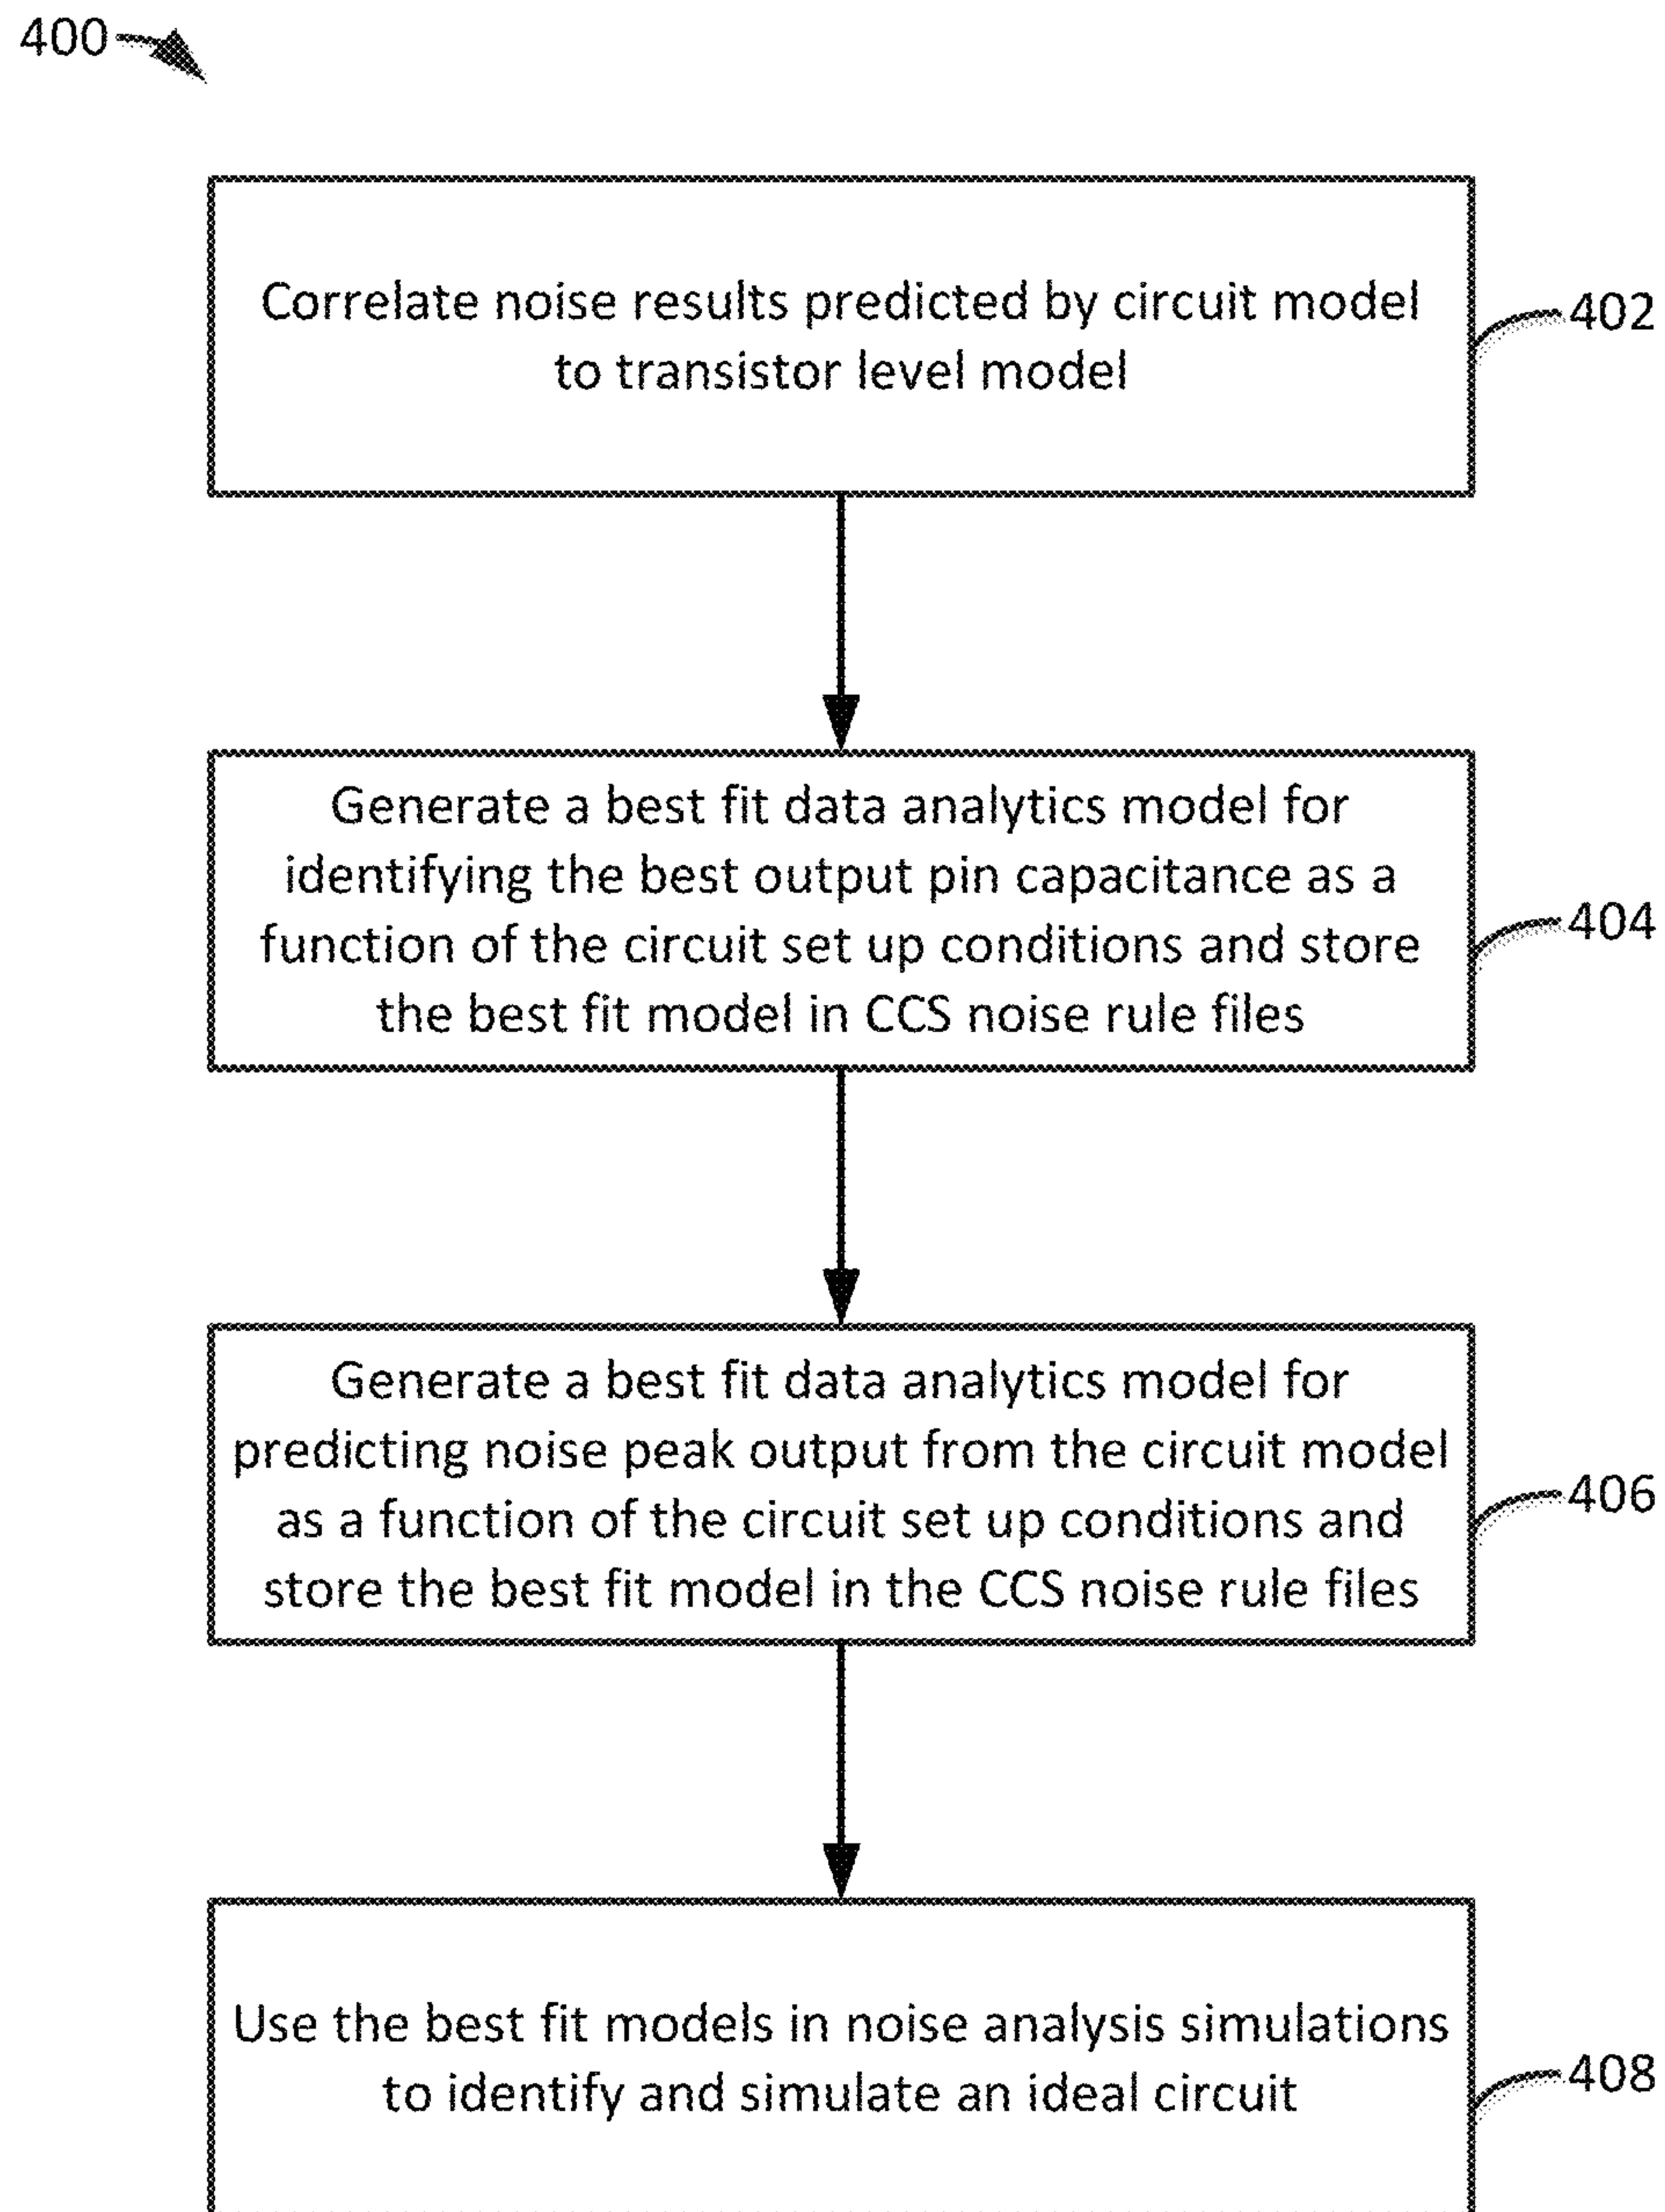 400
Correlate noise results predicted by circuit model
to transistor level model
402
Generate a best fit data analytics model for
identifying the best output pin capacitance as a
function of the circuit set up conditions and store
the best fit model in CCS noise rule files
404
Generate a best fit data analytics model for
predicting noise peak output from the circuit model
as a function of the circuit set up conditions and
store the best fit model in the CCS noise rule files
406
Use the best fit models in noise analysis simulations
to identify and simulate an ideal circuit
408